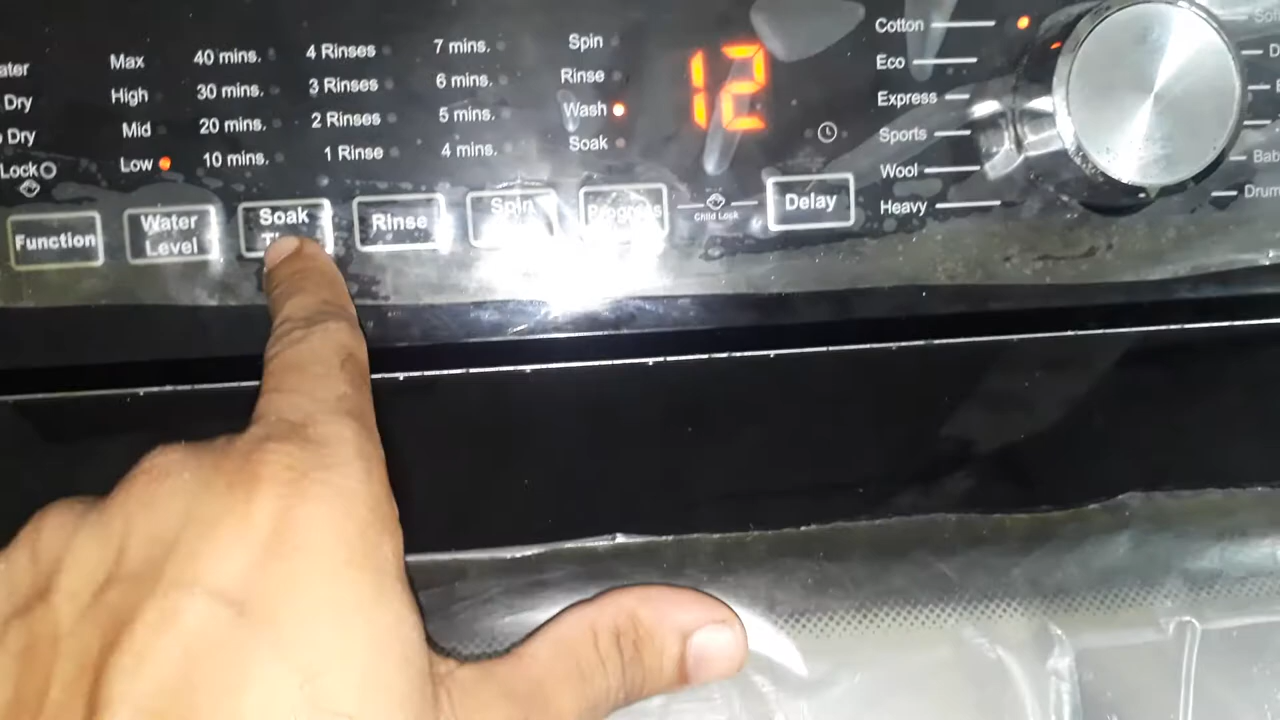 Max 40 mins. 4 Rinses 7 mins. Spin
ater High 30 mins. 3 Rinses 6 mins. Rinse
Dry Mid 20 mins. 2 Rinses 5 mins. Wash
Dry Low 10 mins. 1 Rinse 4 mins. Soak
Lock
12
Cotton
Eco
Express
Sports
Wool
Heavy
Drum
Function
Water
Level
Soak
Rinse
Spin
Progress
Child Lock
Delay